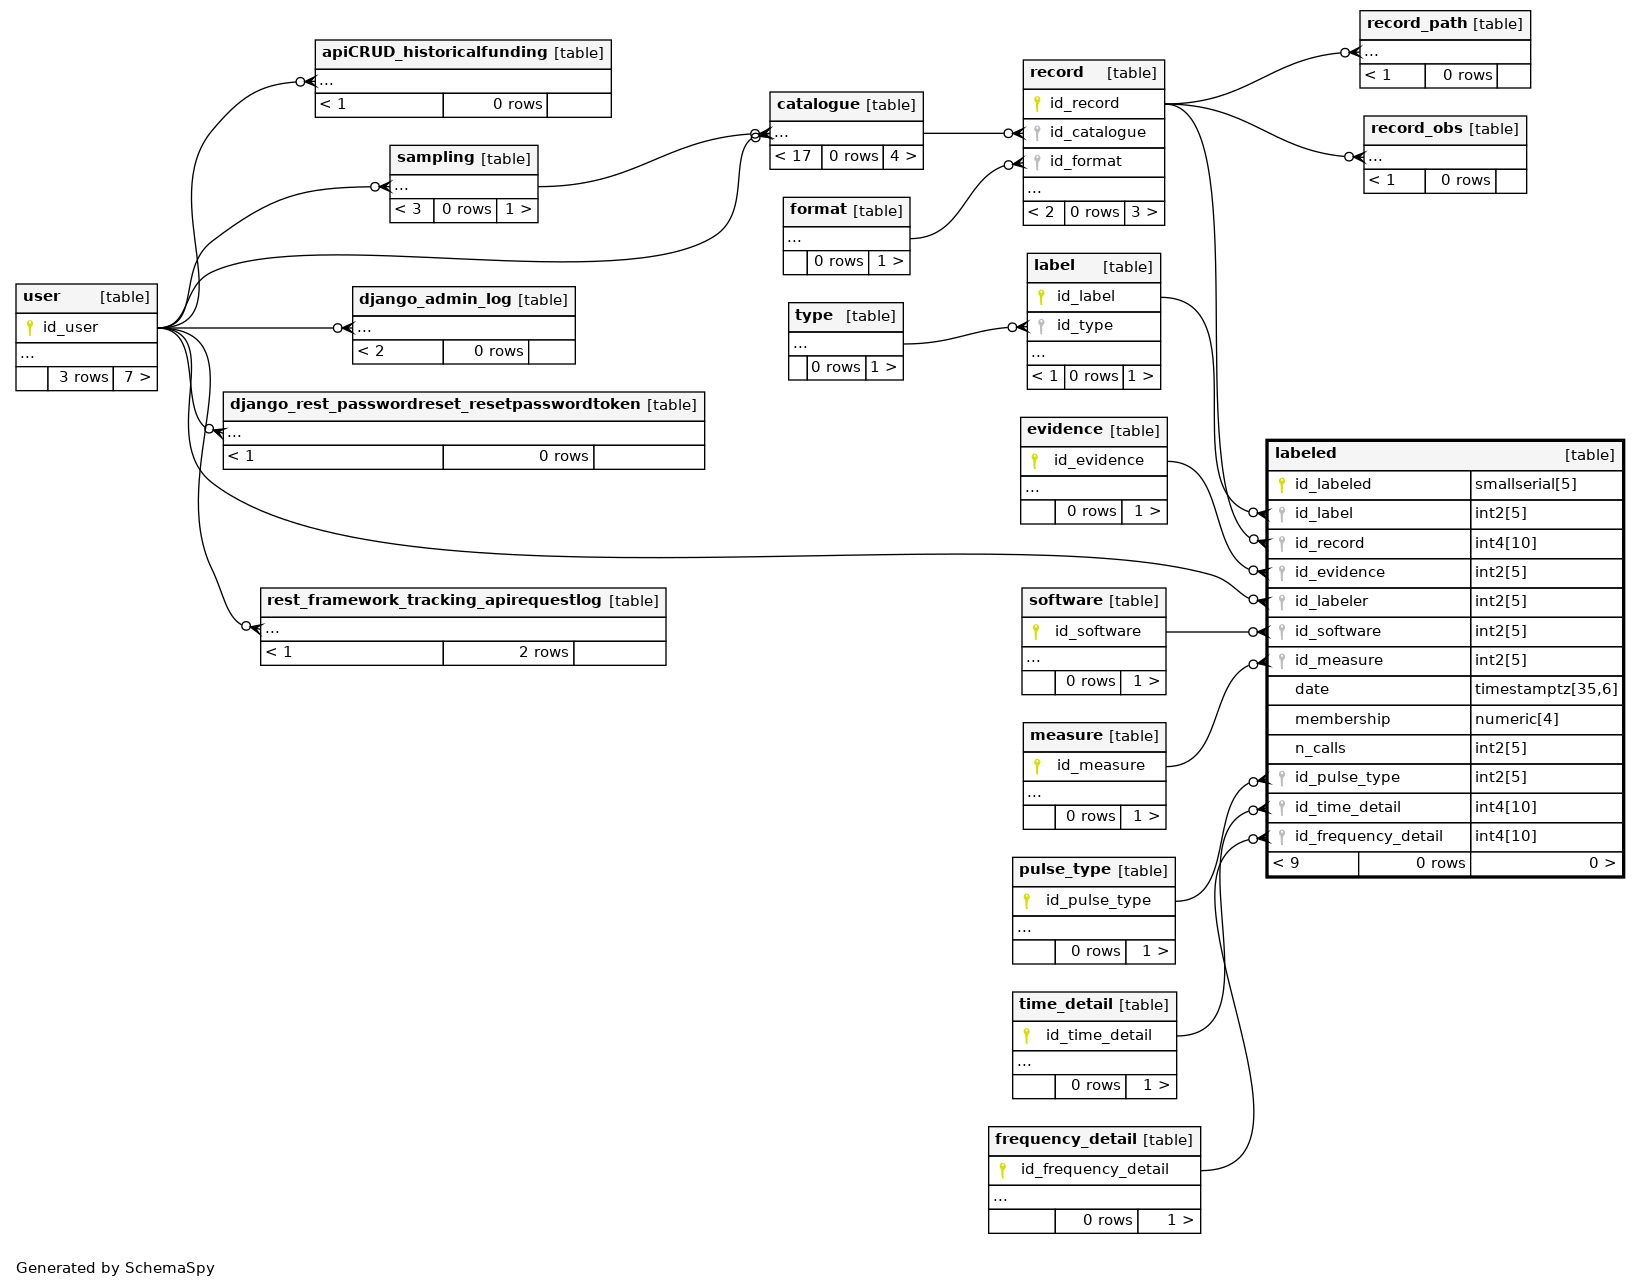 apiCRUD_historicalfunding [table]
...
< 1 0 rows
sampling [table]
...
< 3 0 rows 1 >
user [table]
id_user
...
3 rows 7 >
django_admin_log [table]
...
< 2 0 rows
django_rest_passwordreset_resetpasswordtoken [table]
...
< 1 0 rows
rest_framework_tracking_apirequestlog [table]
...
< 1 2 rows
catalogue [table]
...
< 17 0 rows 4 >
format [table]
...
0 rows 1 >
type [table]
...
0 rows 1 >
record [table]
id_record
id_catalogue
id_format
...
< 2 0 rows 3 >
label [table]
id_label
id_type
...
< 1 0 rows 1 >
evidence [table]
id_evidence
...
0 rows 1 >
software [table]
id_software
...
0 rows 1 >
measure [table]
id_measure
...
0 rows 1 >
pulse_type [table]
id_pulse_type
...
0 rows 1 >
time_detail [table]
id_time_detail
...
0 rows 1 >
frequency_detail [table]
id_frequency_detail
...
0 rows 1 >
record_path [table]
...
< 1 0 rows
record_obs [table]
...
< 1 0 rows
labeled [table]
id_labeled smallserial[5]
id_label int2[5]
id_record int4[10]
id_evidence int2[5]
id_labeler int2[5]
id_software int2[5]
id_measure int2[5]
date timestamptz[35,6]
membership numeric[4]
n_calls int2[5]
id_pulse_type int2[5]
id_time_detail int4[10]
id_frequency_detail int4[10]
< 9 0 rows 0 >
Generated by SchemaSpy